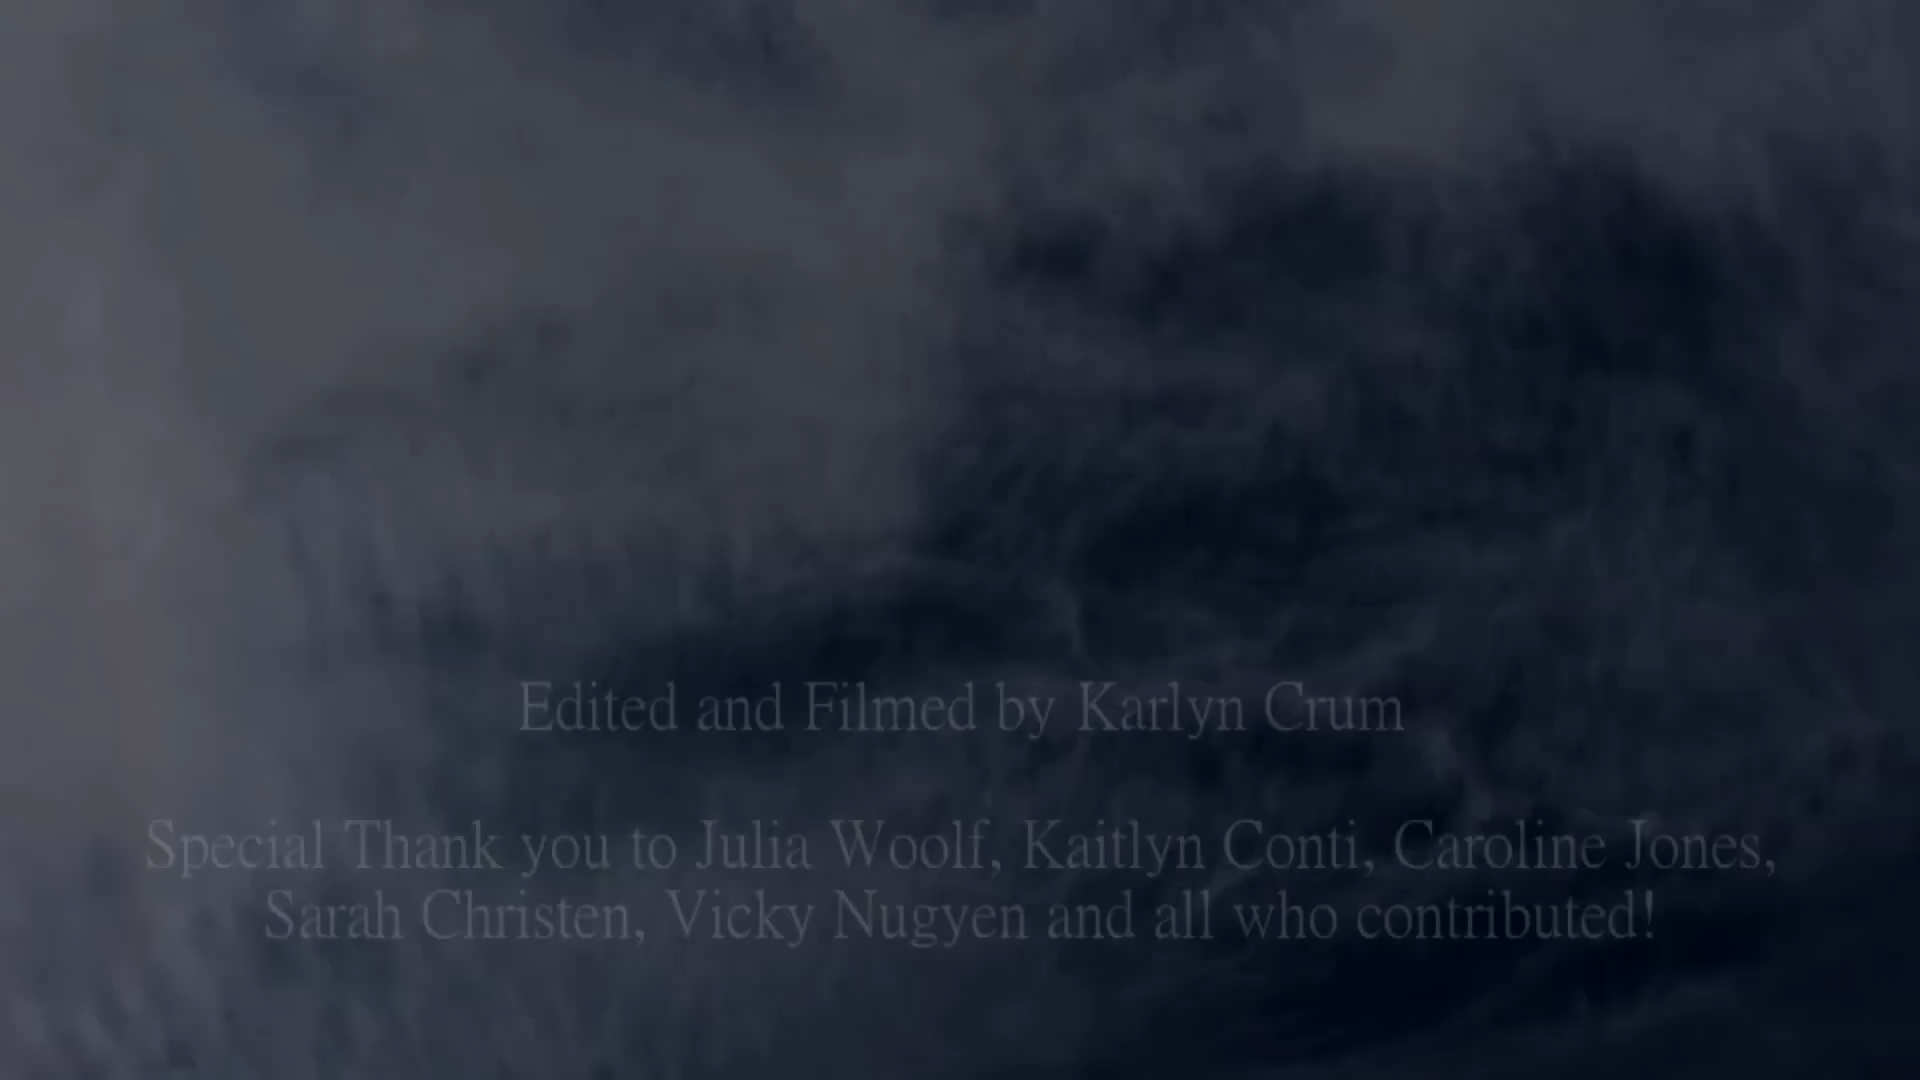 Edited and Filmed by Karlyn Crum
Special Thank you to Julia Woolf, Kaitlyn Conti, Caroline Jones,
Sarah Christen, Vicky Nugyen and all who contributed!